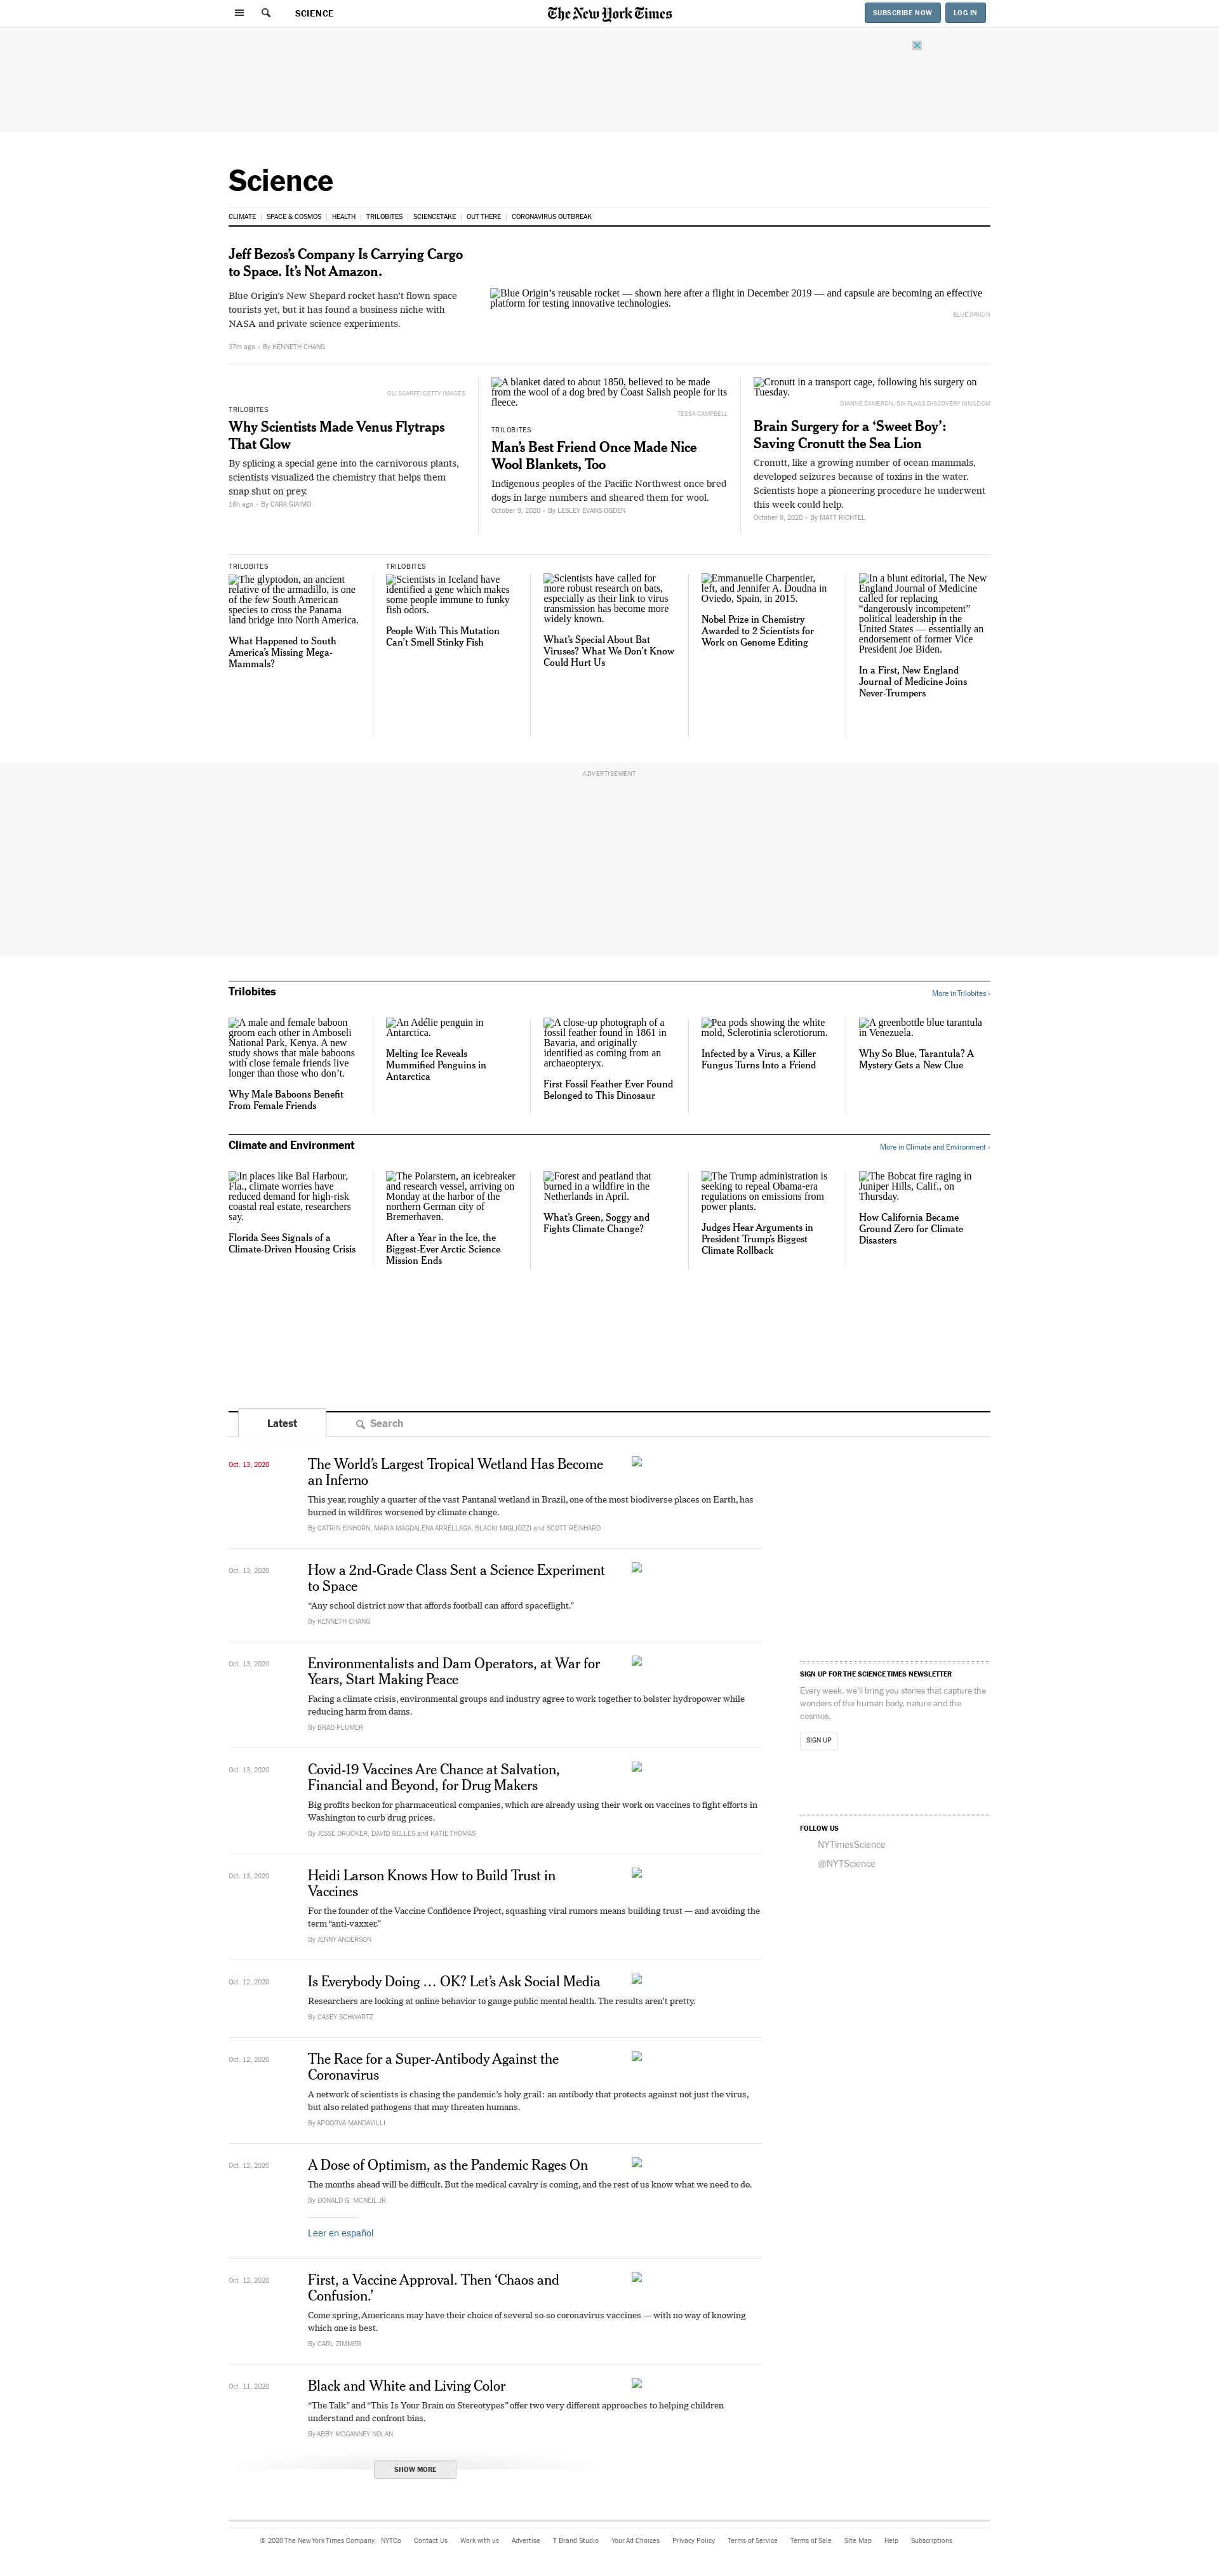 SCIENCE
The New York Times
SUBSCRIBE NOW
LOG IN
Science
CLIMATE | SPACE & COSMOS | HEALTH | TRILOBITES | SCIENCETAKE | OUT THERE | CORONAVIRUS OUTBREAK
Jeff Bezos’s Company Is Carrying Cargo
to Space. It’s Not Amazon.
Blue Origin’s New Shepard rocket hasn’t flown space
tourists yet, but it has found a business niche with
NASA and private science experiments.
37m ago • By KENNETH CHANG
Blue Origin’s reusable rocket — shown here after a flight in December 2019 — and capsule are becoming an effective
platform for testing innovative technologies.
BLUE ORIGIN
OLI SCARFF/GETTY IMAGES
TRILOBITES
Why Scientists Made Venus Flytraps
That Glow
By splicing a special gene into the carnivorous plants,
scientists visualized the chemistry that helps them
snap shut on prey.
16h ago • By CARA GIAIMO
A blanket dated to about 1850, believed to be made
from the wool of a dog bred by Coast Salish people for its
fleece.
TESSA CAMPBELL
TRILOBITES
Man’s Best Friend Once Made Nice
Wool Blankets, Too
Indigenous peoples of the Pacific Northwest once bred
dogs in large numbers and sheared them for wool.
October 9, 2020 • By LESLEY EVANS OGDEN
Cronutt in a transport cage, following his surgery on
Tuesday.
DIANNE CAMERON/SIX FLAGS DISCOVERY KINGDOM
Brain Surgery for a ‘Sweet Boy’:
Saving Cronutt the Sea Lion
Cronutt, like a growing number of ocean mammals,
developed seizures because of toxins in the water.
Scientists hope a pioneering procedure he underwent
this week could help.
October 8, 2020 • By MATT RICHTEL
TRILOBITES
The glyptodon, an ancient
relative of the armadillo, is one
of the few South American
species to cross the Panama
land bridge into North America.
What Happened to South
America’s Missing Mega-
Mammals?
TRILOBITES
Scientists in Iceland have
identified a gene which makes
some people immune to funky
fish odors.
People With This Mutation
Can’t Smell Stinky Fish
Scientists have called for
more robust research on bats,
especially as their link to virus
transmission has become more
widely known.
What’s Special About Bat
Viruses? What We Don’t Know
Could Hurt Us
Emmanuelle Charpentier,
left, and Jennifer A. Doudna in
Oviedo, Spain, in 2015.
Nobel Prize in Chemistry
Awarded to 2 Scientists for
Work on Genome Editing
In a blunt editorial, The New
England Journal of Medicine
called for replacing
“dangerously incompetent”
political leadership in the
United States — essentially an
endorsement of former Vice
President Joe Biden.
In a First, New England
Journal of Medicine Joins
Never-Trumpers
ADVERTISEMENT
Trilobites
More in Trilobites ›
A male and female baboon
groom each other in Amboseli
National Park, Kenya. A new
study shows that male baboons
with close female friends live
longer than those who don’t.
Why Male Baboons Benefit
From Female Friends
An Adélie penguin in
Antarctica.
Melting Ice Reveals
Mummified Penguins in
Antarctica
A close-up photograph of a
fossil feather found in 1861 in
Bavaria, and originally
identified as coming from an
archaeopteryx.
First Fossil Feather Ever Found
Belonged to This Dinosaur
Pea pods showing the white
mold, Sclerotinia sclerotiorum.
Infected by a Virus, a Killer
Fungus Turns Into a Friend
A greenbottle blue tarantula
in Venezuela.
Why So Blue, Tarantula? A
Mystery Gets a New Clue
Climate and Environment
More in Climate and Environment ›
In places like Bal Harbour,
Fla., climate worries have
reduced demand for high-risk
coastal real estate, researchers
say.
Florida Sees Signals of a
Climate-Driven Housing Crisis
The Polarstern, an icebreaker
and research vessel, arriving on
Monday at the harbor of the
northern German city of
Bremerhaven.
After a Year in the Ice, the
Biggest-Ever Arctic Science
Mission Ends
Forest and peatland that
burned in a wildfire in the
Netherlands in April.
What’s Green, Soggy and
Fights Climate Change?
The Trump administration is
seeking to repeal Obama-era
regulations on emissions from
power plants.
Judges Hear Arguments in
President Trump’s Biggest
Climate Rollback
The Bobcat fire raging in
Juniper Hills, Calif., on
Thursday.
How California Became
Ground Zero for Climate
Disasters
Latest
Search
Oct. 13, 2020
The World’s Largest Tropical Wetland Has Become
an Inferno
This year, roughly a quarter of the vast Pantanal wetland in Brazil, one of the most biodiverse places on Earth, has
burned in wildfires worsened by climate change.
By CATRIN EINHORN, MARIA MAGDALENA ARRÉLLAGA, BLACKI MIGLIOZZI and SCOTT REINHARD
Oct. 13, 2020
How a 2nd-Grade Class Sent a Science Experiment
to Space
“Any school district now that affords football can afford spaceflight.”
By KENNETH CHANG
Oct. 13, 2020
Environmentalists and Dam Operators, at War for
Years, Start Making Peace
Facing a climate crisis, environmental groups and industry agree to work together to bolster hydropower while
reducing harm from dams.
By BRAD PLUMER
Oct. 13, 2020
Covid-19 Vaccines Are Chance at Salvation,
Financial and Beyond, for Drug Makers
Big profits beckon for pharmaceutical companies, which are already using their work on vaccines to fight efforts in
Washington to curb drug prices.
By JESSE DRUCKER, DAVID GELLES and KATIE THOMAS
Oct. 13, 2020
Heidi Larson Knows How to Build Trust in
Vaccines
For the founder of the Vaccine Confidence Project, squashing viral rumors means building trust — and avoiding the
term “anti-vaxxer.”
By JENNY ANDERSON
Oct. 12, 2020
Is Everybody Doing … OK? Let’s Ask Social Media
Researchers are looking at online behavior to gauge public mental health. The results aren’t pretty.
By CASEY SCHWARTZ
Oct. 12, 2020
The Race for a Super-Antibody Against the
Coronavirus
A network of scientists is chasing the pandemic’s holy grail: an antibody that protects against not just the virus,
but also related pathogens that may threaten humans.
By APOORVA MANDAVILLI
Oct. 12, 2020
A Dose of Optimism, as the Pandemic Rages On
The months ahead will be difficult. But the medical cavalry is coming, and the rest of us know what we need to do.
By DONALD G. MCNEIL JR.
Leer en español
Oct. 12, 2020
First, a Vaccine Approval. Then ‘Chaos and
Confusion.’
Come spring, Americans may have their choice of several so-so coronavirus vaccines — with no way of knowing
which one is best.
By CARL ZIMMER
Oct. 11, 2020
Black and White and Living Color
“The Talk” and “This Is Your Brain on Stereotypes” offer two very different approaches to helping children
understand and confront bias.
By ABBY MCGANNEY NOLAN
SHOW MORE
SIGN UP FOR THE SCIENCE TIMES NEWSLETTER
Every week, we’ll bring you stories that capture the
wonders of the human body, nature and the
cosmos.
SIGN UP
FOLLOW US
NYTimesScience
@NYTScience
© 2020 The New York Times Company NYTCo Contact Us Work with us Advertise T Brand Studio Your Ad Choices Privacy Policy Terms of Service Terms of Sale Site Map Help Subscriptions